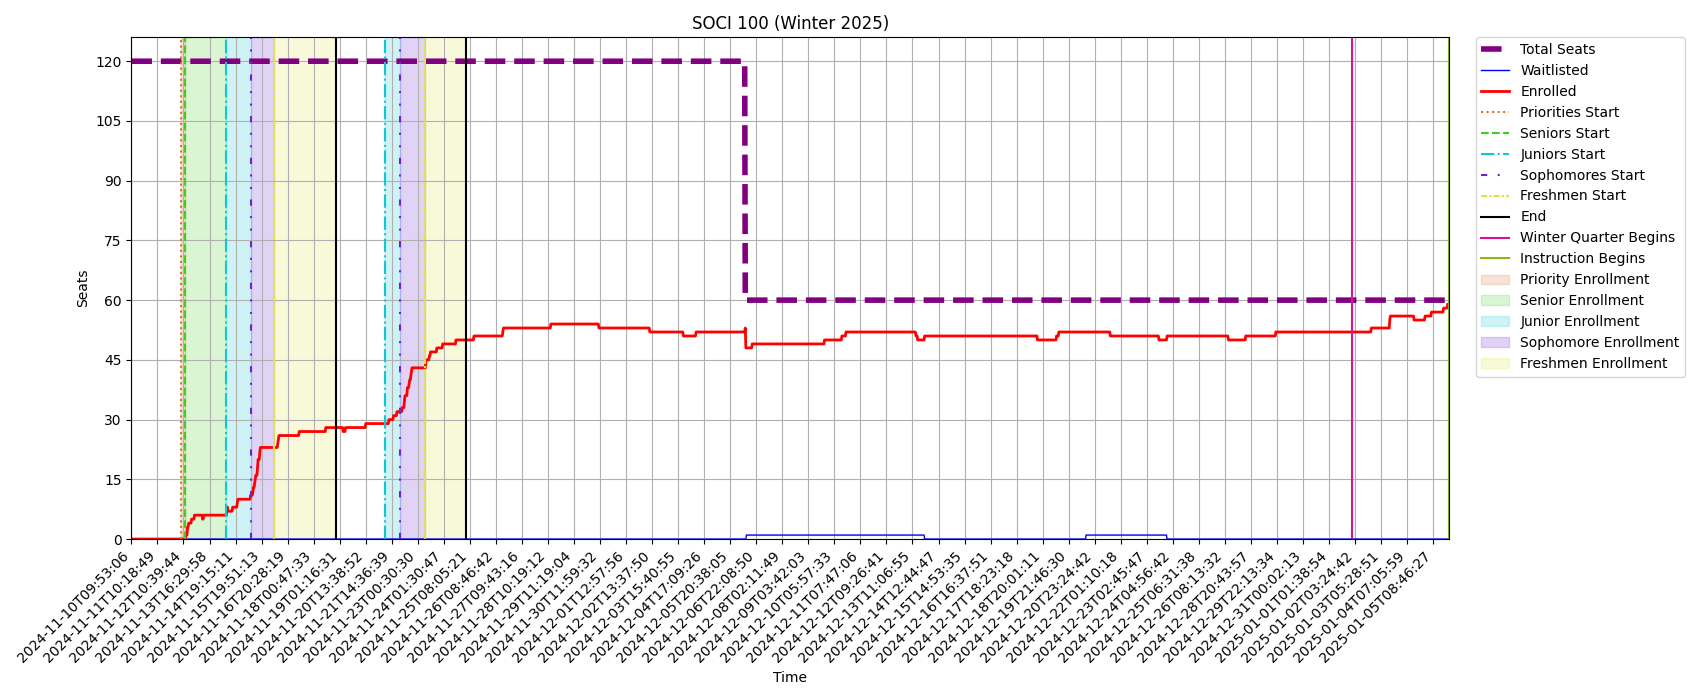 SOCI 100 (Winter 2025)
120
105
90
75
60
45
30
15
0
Seats
2024-11-10T09:53:06
2024-11-11T10:18:49
2024-11-12T10:39:44
2024-11-13T16:29:58
2024-11-14T19:15:11
2024-11-15T19:51:13
2024-11-16T20:28:19
2024-11-18T00:47:33
2024-11-19T01:16:31
2024-11-20T13:38:52
2024-11-21T14:36:39
2024-11-23T00:30:30
2024-11-24T01:30:47
2024-11-25T08:05:21
2024-11-26T08:46:42
2024-11-27T09:43:16
2024-11-28T10:19:12
2024-11-29T11:19:04
2024-11-30T11:59:32
2024-12-01T12:57:56
2024-12-02T13:37:50
2024-12-03T15:40:55
2024-12-04T17:09:26
2024-12-05T20:38:05
2024-12-06T22:08:50
2024-12-08T02:11:49
2024-12-09T03:42:03
2024-12-10T05:57:33
2024-12-11T07:47:06
2024-12-12T09:26:41
2024-12-13T11:06:55
2024-12-14T12:44:47
2024-12-15T14:53:35
2024-12-16T16:37:51
2024-12-17T18:23:18
2024-12-18T20:01:11
2024-12-19T21:46:30
2024-12-20T23:24:42
2024-12-22T01:10:18
2024-12-23T02:45:47
2024-12-24T04:56:42
2024-12-25T06:31:38
2024-12-26T08:13:32
2024-12-28T20:43:57
2024-12-29T22:13:34
2024-12-31T00:02:13
2025-01-01T01:38:54
2025-01-02T03:24:42
2025-01-03T05:28:51
2025-01-04T07:05:59
2025-01-05T08:46:27
Time
Total Seats
Waitlisted
Enrolled
Priorities Start
Seniors Start
Juniors Start
Sophomores Start
Freshmen Start
End
Winter Quarter Begins
Instruction Begins
Priority Enrollment
Senior Enrollment
Junior Enrollment
Sophomore Enrollment
Freshmen Enrollment